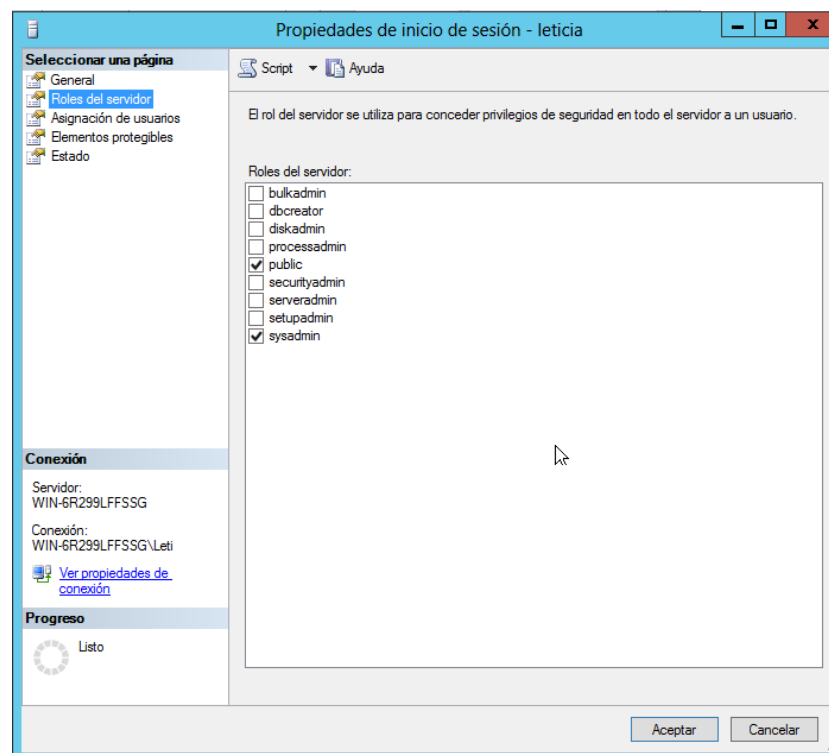 Propiedades de inicio de sesión - leticia
Seleccionar una página
General
Roles del servidor
Asignación de usuarios
Elementos protegibles
Estado
Script
Ayuda
El rol del servidor se utiliza para conceder privilegios de seguridad en todo el servidor a un usuario.
Roles del servidor:
bulkadmin
dbcreator
diskadmin
processadmin
public
securityadmin
serveradmin
setupadmin
sysadmin
Conexión
Servidor:
WIN-6R299LFFSSG
Conexión:
WIN-6R299LFFSSG\Leti
Ver propiedades de
conexión
Progreso
Listo
Aceptar
Cancelar